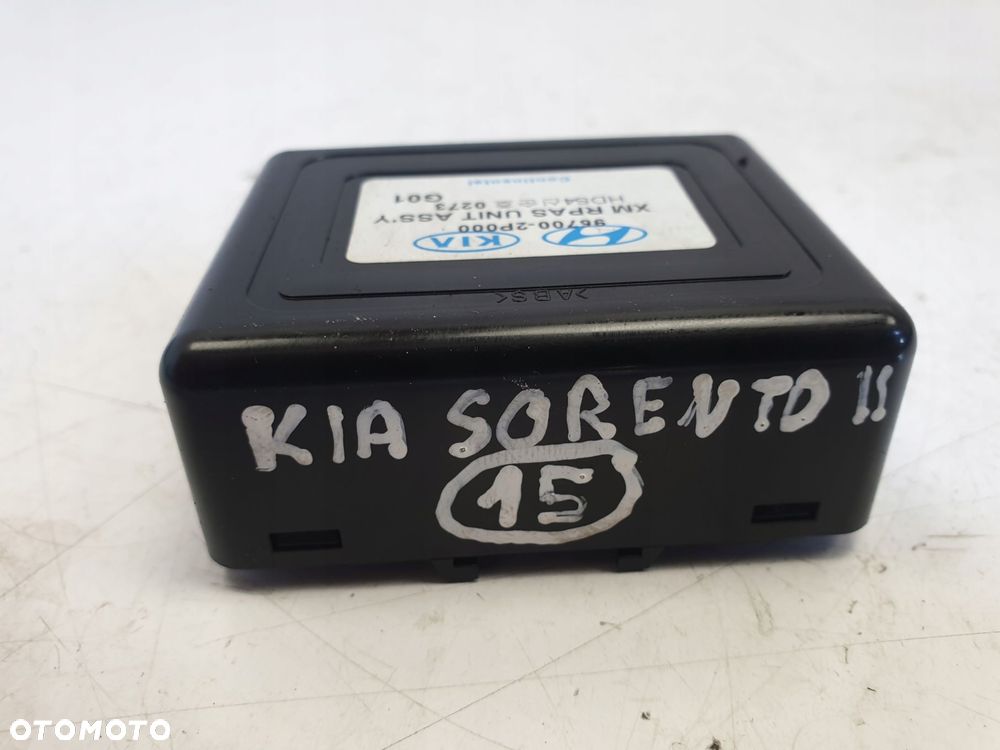 KIA
96700-2P000
XM RPAS UNIT ASS'Y
0273
G01
Continental
>ABS<
KIA SORENTO II
15
OTOMOTO